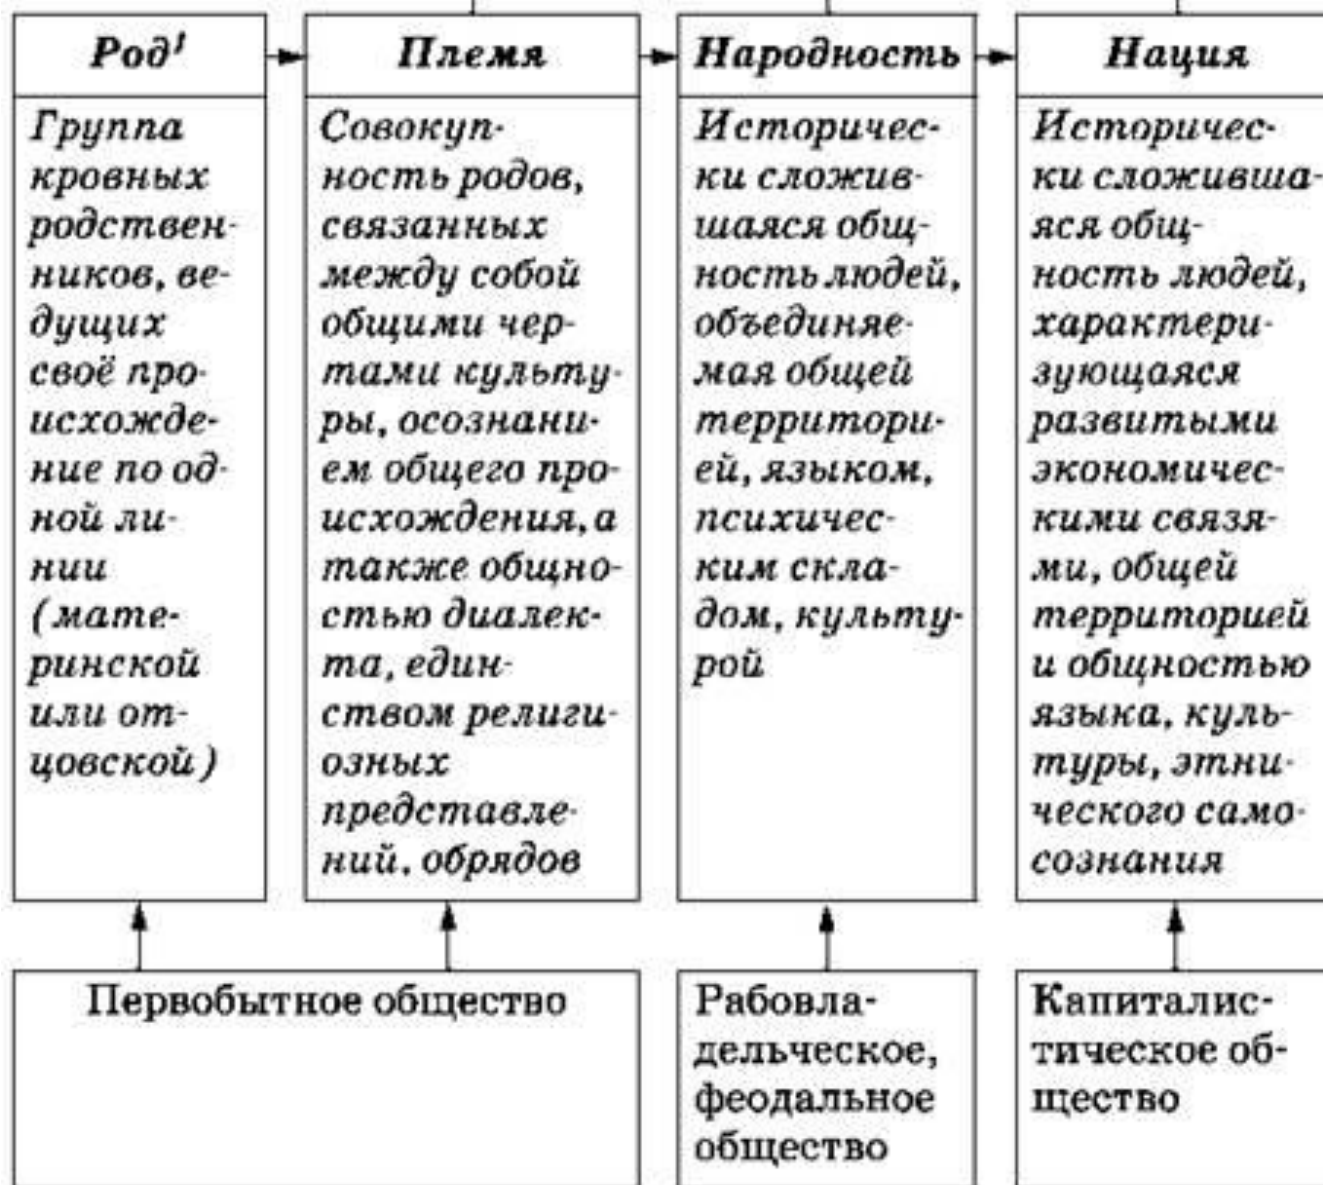 Род¹
Группа
кровных
родствен-
ников, ве-
дущих
своё про-
исхожде-
ние по од-
ной ли-
нии
(мате-
ринской
или от-
цовской)
Племя
Совокуп-
ность родов,
связанных
между собой
общими чер-
тами культу-
ры, осознани-
ем общего про-
исхождения, а
также общно-
стью диалек-
та, един-
ством религи-
озных
представле-
ний, обрядов
Народность
Историчес-
ки сложив-
шаяся общ-
ность людей,
объединяе-
мая общей
территори-
ей, языком,
психичес-
ким скла-
дом, культу-
рой
Нация
Историчес-
ки сложивша-
яся общ-
ность людей,
характери-
зующаяся
развитыми
экономичес-
кими связя-
ми, общей
территорией
и общностью
языка, куль-
туры, этни-
ческого само-
сознания
Первобытное общество
Рабовла-
дельческое,
феодальное
общество
Капиталис-
тическое об-
щество